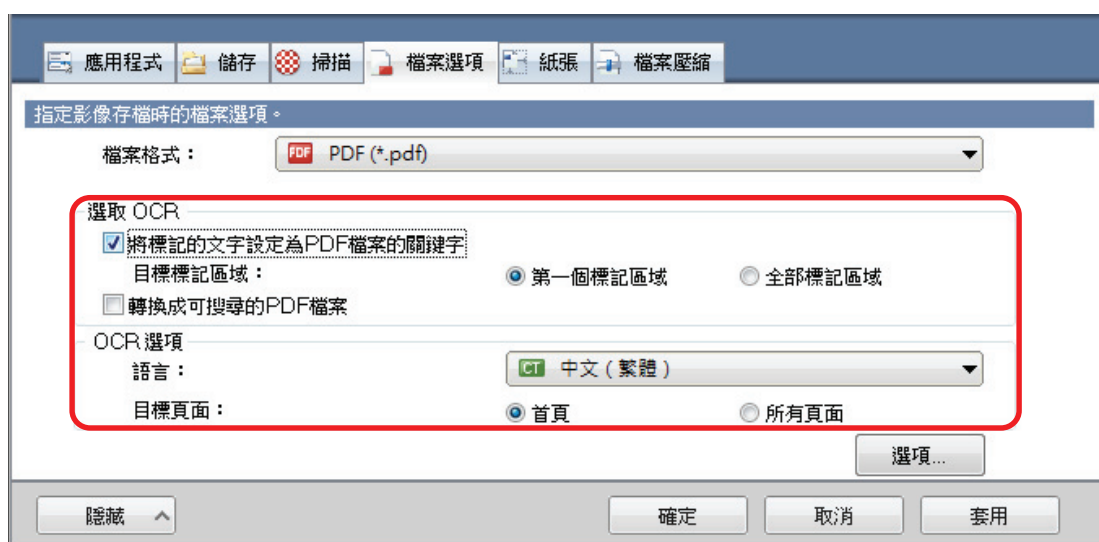 應用程式 儲存 掃描 檔案選項 紙張 檔案壓縮
指定影像存檔時的檔案選項。
檔案格式： PDF PDF (*.pdf)
選取 OCR
將標記的文字設定為PDF檔案的關鍵字
目標標記區域： 第一個標記區域 全部標記區域
轉換成可搜尋的PDF檔案
OCR 選項
語言： CT 中文 ( 繁體 )
目標頁面： 首頁 所有頁面
選項...
隱藏 確定 取消 套用